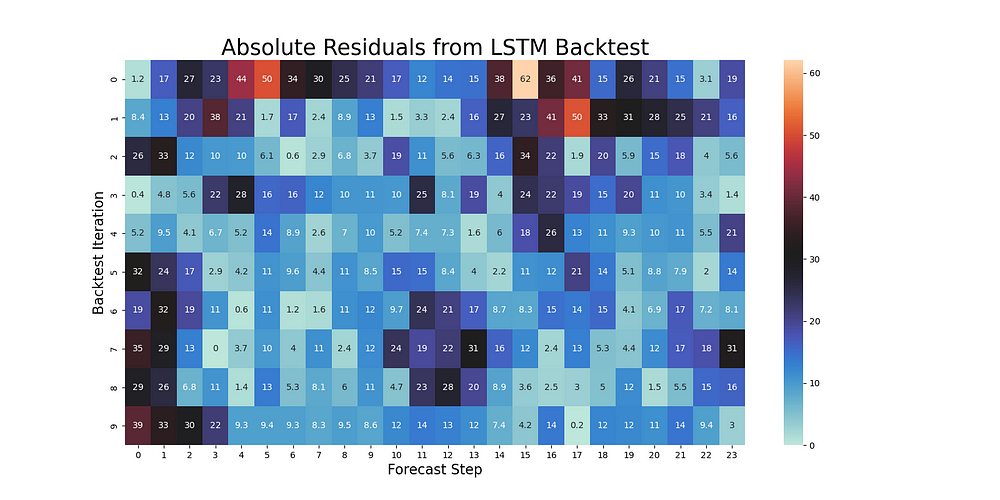 Absolute Residuals from LSTM Backtest
Backtest Iteration
0 1.2 17 27 23 44 50 34 30 25 21 17 12 14 15 38 62 36 41 15 26 21 15 3.1 19
1 8.4 13 20 38 21 1.7 17 2.4 8.9 13 1.5 3.3 2.4 16 27 23 41 50 33 31 28 25 21 16
2 26 33 12 10 10 6.1 0.6 2.9 6.8 3.7 19 11 5.6 6.3 16 34 22 1.9 20 5.9 15 18 4 5.6
3 0.4 4.8 5.6 22 28 16 16 12 10 11 10 25 8.1 19 4 24 22 19 15 20 11 10 3.4 1.4
4 5.2 9.5 4.1 6.7 5.2 14 8.9 2.6 7 10 5.2 7.4 7.3 1.6 6 18 26 13 11 9.3 10 11 5.5 21
5 32 24 17 2.9 4.2 11 9.6 4.4 11 8.5 15 15 8.4 4 2.2 11 12 21 14 5.1 8.8 7.9 2 14
6 19 32 19 11 0.6 11 1.2 1.6 11 12 9.7 24 21 17 8.7 8.3 15 14 15 4.1 6.9 17 7.2 8.1
7 35 29 13 0 3.7 10 4 11 2.4 12 24 19 22 31 16 12 2.4 13 5.3 4.4 12 17 18 31
8 29 26 6.8 11 1.4 13 5.3 8.1 6 11 4.7 23 28 20 8.9 3.6 2.5 3 5 12 1.5 5.5 15 16
9 39 33 30 22 9.3 9.4 9.3 8.3 9.5 8.6 12 14 13 12 7.4 4.2 14 0.2 12 12 11 14 9.4 3
0 1 2 3 4 5 6 7 8 9 10 11 12 13 14 15 16 17 18 19 20 21 22 23
Forecast Step
60
50
40
30
20
10
0